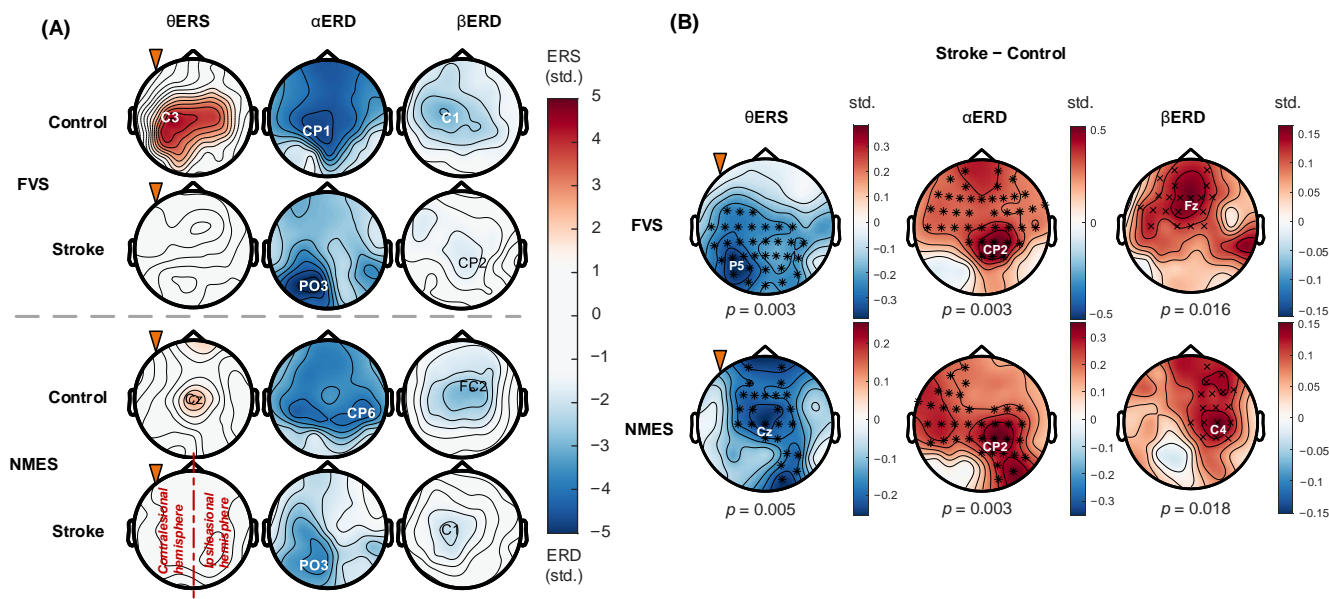 (A)
θERS
αERD
βERD
ERS
(std.)
Control
C3
CP1
C1
FVS
Stroke
PO3
CP2
Control
Cz
CP6
FC2
NMES
Stroke
Contralesional
hemisphere
Ipsileasional
hemisphere
PO3
C1
5
4
3
2
1
0
−1
−2
−3
−4
−5
ERD
(std.)
(B)
Stroke − Control
θERS
std.
αERD
std.
βERD
std.
FVS
P5
0.3
0.2
0.1
0
−0.1
−0.2
−0.3
p = 0.003
CP2
0.5
0
−0.5
p = 0.003
Fz
0.15
0.10
0.05
0
−0.05
−0.10
−0.15
p = 0.016
NMES
Cz
0.2
0.1
0
−0.1
−0.2
p = 0.005
CP2
0.3
0.2
0.1
0
−0.1
−0.2
−0.3
p = 0.003
C4
0.15
0.10
0.05
0
−0.05
−0.10
−0.15
p = 0.018